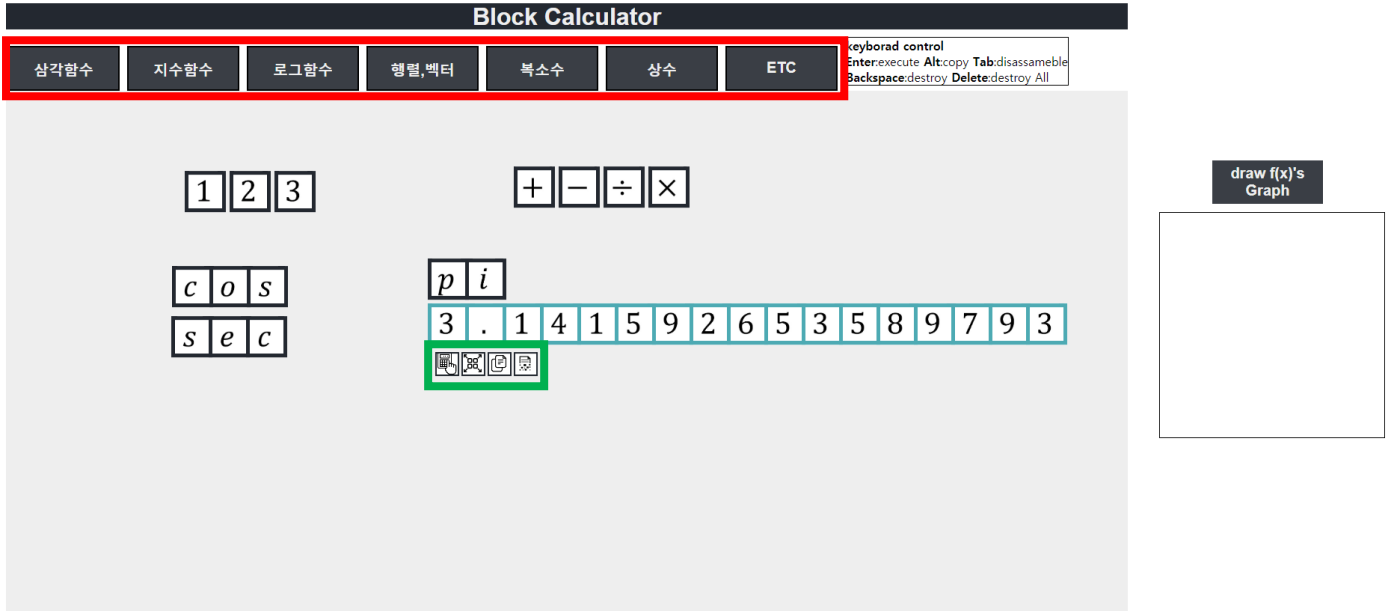 Block Calculator
삼각함수 지수함수 로그함수 행렬,벡터 복소수 상수 ETC
keyborad control
Enter:execute Alt:copy Tab:disassameble
Backspace:destroy Delete:destroy All
draw f(x)'s
Graph
1 2 3
+ − ÷ ×
c o s
p i
s e c
3 . 1 4 1 5 9 2 6 5 3 5 8 9 7 9 3